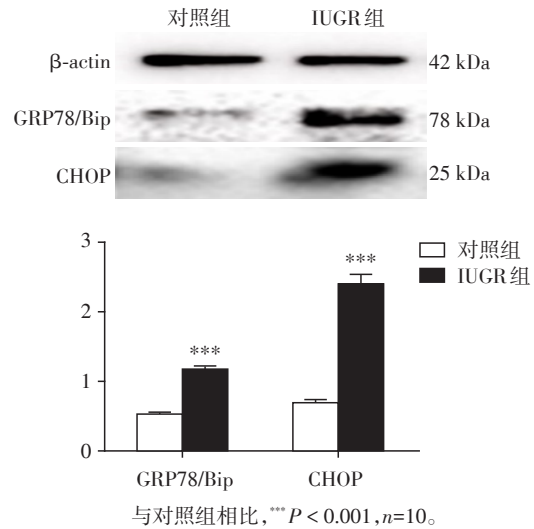 对照组 IUGR组
β-actin 42 kDa
GRP78/Bip 78 kDa
CHOP 25 kDa
3
2
1
0
*** ***
对照组
IUGR组
GRP78/Bip CHOP
与对照组相比,***P < 0.001,n=10。